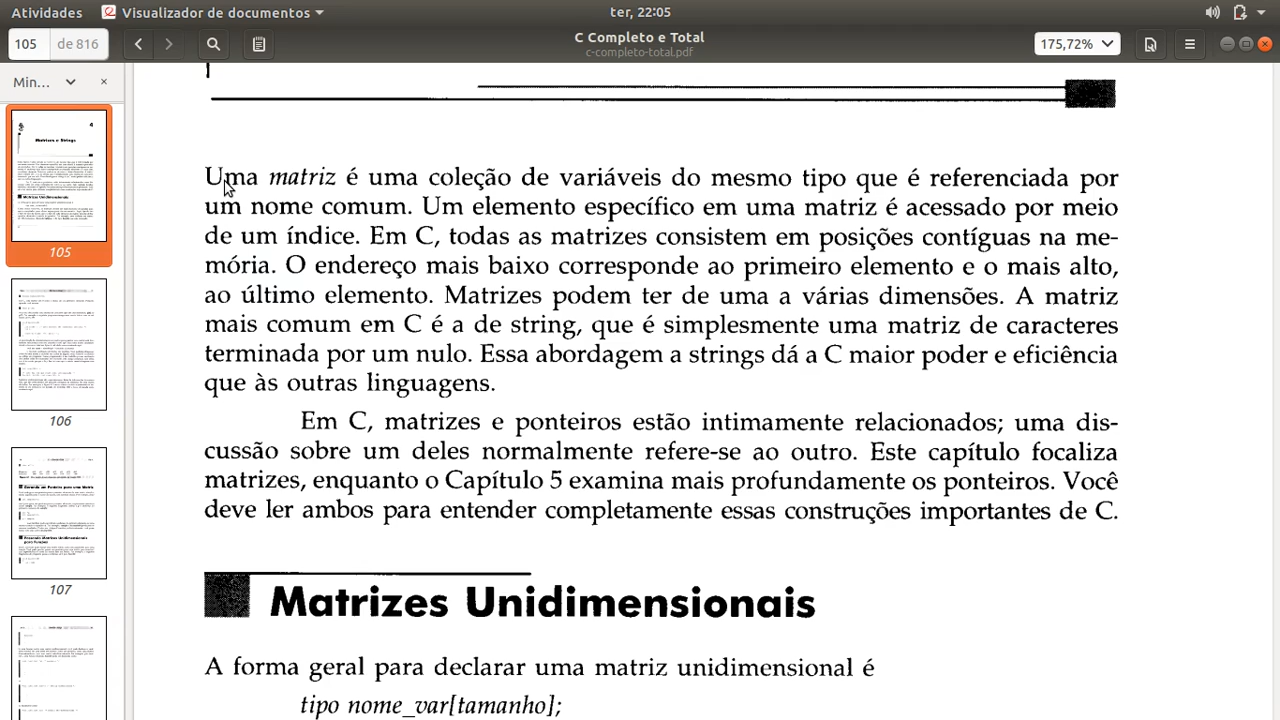 Atividades
Visualizador de documentos
ter, 22:05
105
de 816
C Completo e Total
c-completo-total.pdf
175,72%
Min...
105
106
107
Uma matriz é uma coleção de variáveis do mesmo tipo que é referenciada por
um nome comum. Um elemento específico em uma matriz é acessado por meio
de um índice. Em C, todas as matrizes consistem em posições contíguas na me-
mória. O endereço mais baixo corresponde ao primeiro elemento e o mais alto,
ao último elemento. Matrizes podem ter de uma a várias dimensões. A matriz
mais comum em C é a de string, que é simplesmente uma matriz de caracteres
terminada por um nulo. Essa abordagem a strings dá a C maior poder e eficiência
que às outras linguagens.
Em C, matrizes e ponteiros estão intimamente relacionados; uma dis-
cussão sobre um deles normalmente refere-se ao outro. Este capítulo focaliza
matrizes, enquanto o Capítulo 5 examina mais profundamente os ponteiros. Você
deve ler ambos para entender completamente essas construções importantes de C.
Matrizes Unidimensionais
A forma geral para declarar uma matriz unidimensional é
tipo nome_var[tamanho];